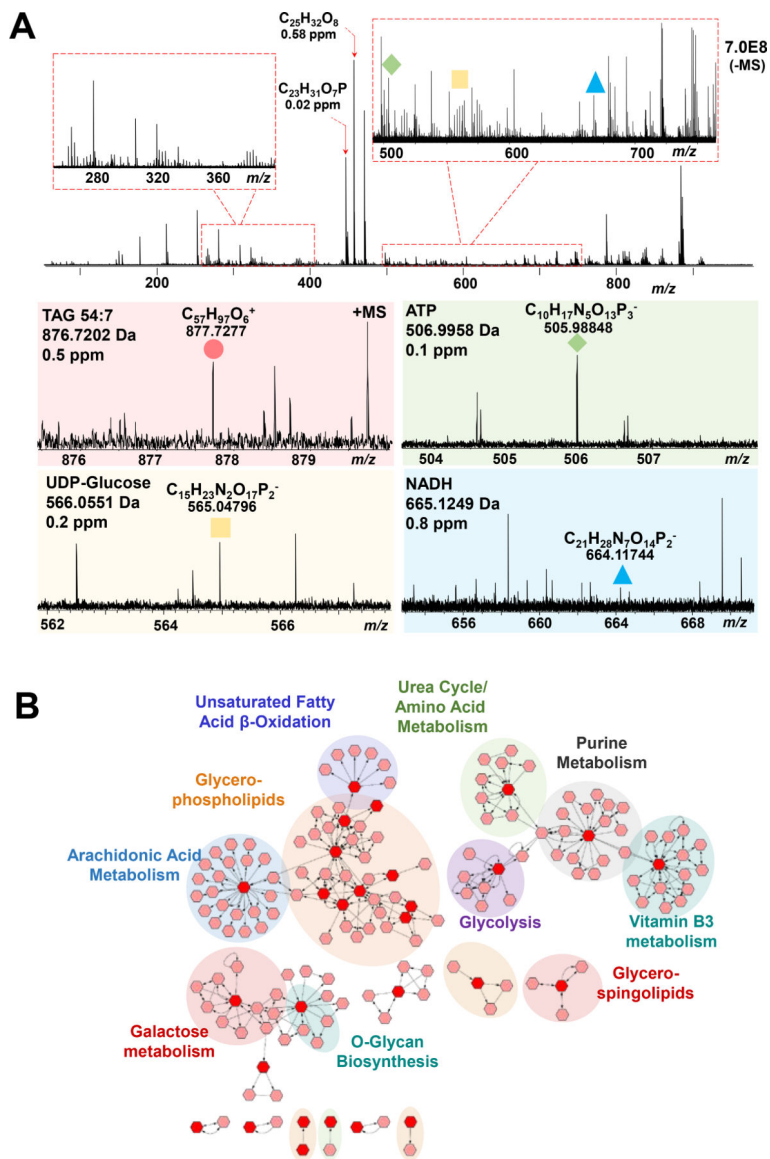 A
C25H32O8
0.58 ppm
C23H31O7P
0.02 ppm
7.0E8
(-MS)
280 320 360 m/z
500 600 700 m/z
200 400 600 800 m/z
TAG 54:7
876.7202 Da
0.5 ppm
C57H97O6+
877.7277
+MS
876 877 878 879 m/z
ATP
506.9958 Da
0.1 ppm
C10H17N5O13P3-
505.98848
504 505 506 507 m/z
UDP-Glucose
566.0551 Da
0.2 ppm
C15H23N2O17P2-
565.04796
562 564 566 m/z
NADH
665.1249 Da
0.8 ppm
C21H28N7O14P2-
664.11744
656 660 664 668 m/z
B
Unsaturated Fatty
Acid β-Oxidation
Urea Cycle/
Amino Acid
Metabolism
Purine
Metabolism
Glycero-
phospholipids
Arachidonic Acid
Metabolism
Glycolysis
Vitamin B3
metabolism
Galactose
metabolism
O-Glycan
Biosynthesis
Glycero-
spingolipids